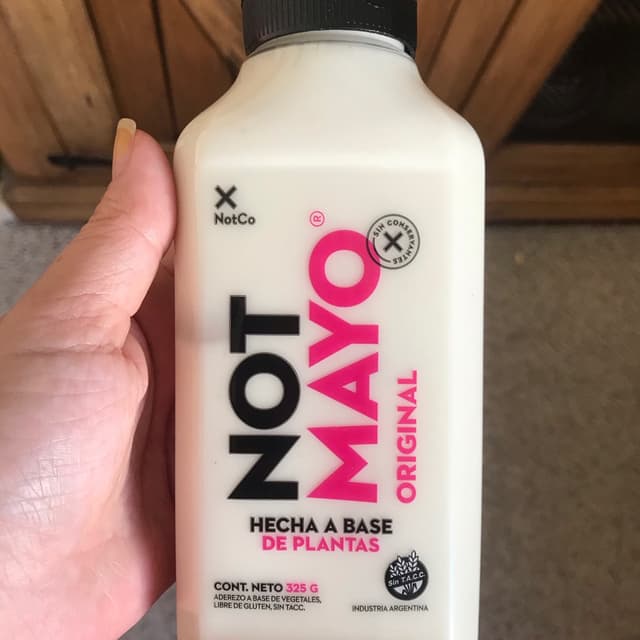 NotCo
NOT
MAYO®
ORIGINAL
SIN CONSERVANTES
HECHA A BASE
DE PLANTAS
CONT. NETO 325 G
ADEREZO A BASE DE VEGETALES,
LIBRE DE GLUTEN, SIN TACC.
Sin T.A.C.C.
INDUSTRIA ARGENTINA